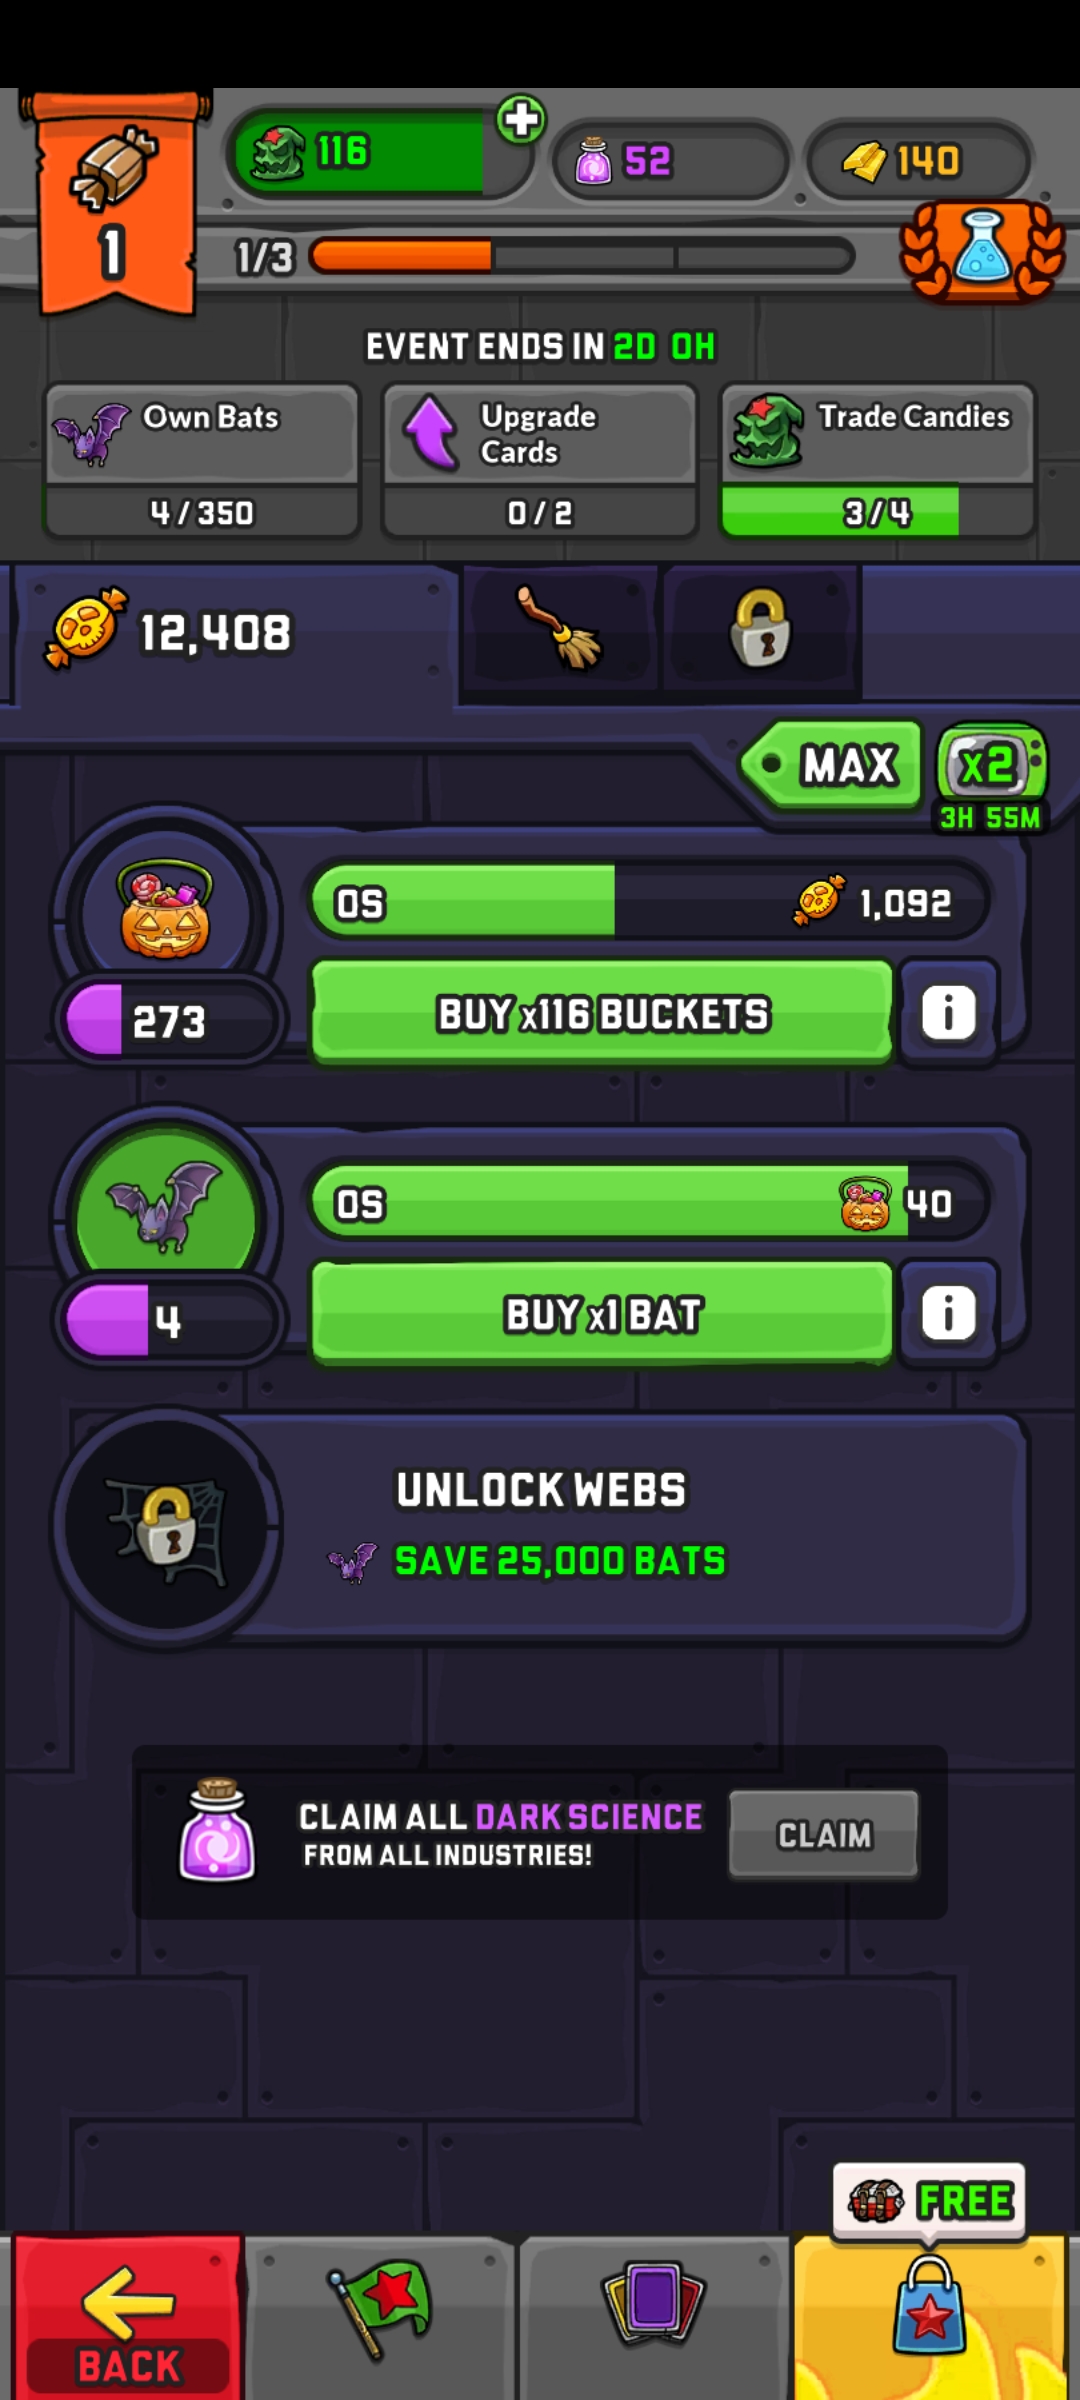 116
52
140
1
1/3
EVENT ENDS IN 2D 0H
Own Bats
4 / 350
Upgrade
Cards
0 / 2
Trade Candies
3 / 4
12,408
MAX
x2
3H 55M
0S
1,092
273
BUY x116 BUCKETS
i
0S
40
4
BUY x1 BAT
i
UNLOCK WEBS
SAVE 25,000 BATS
CLAIM ALL DARK SCIENCE
FROM ALL INDUSTRIES!
CLAIM
FREE
BACK